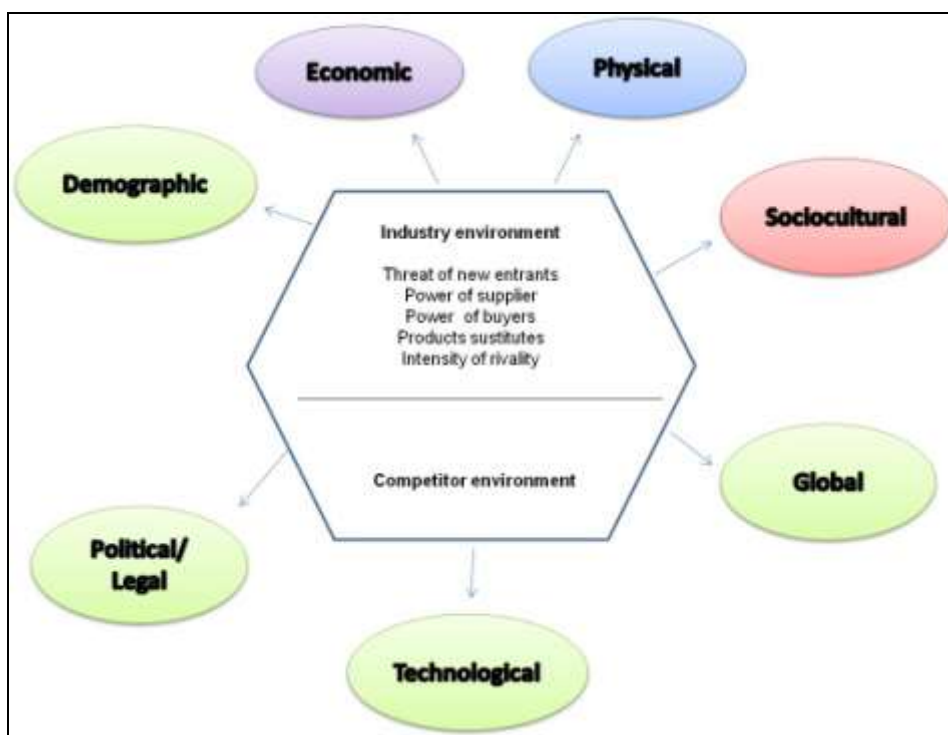 Economic
Physical
Demographic
Sociocultural
Industry environment
Threat of new entrants
Power of supplier
Power of buyers
Products sustitutes
Intensity of rivality
Competitor environment
Global
Political/
Legal
Technological